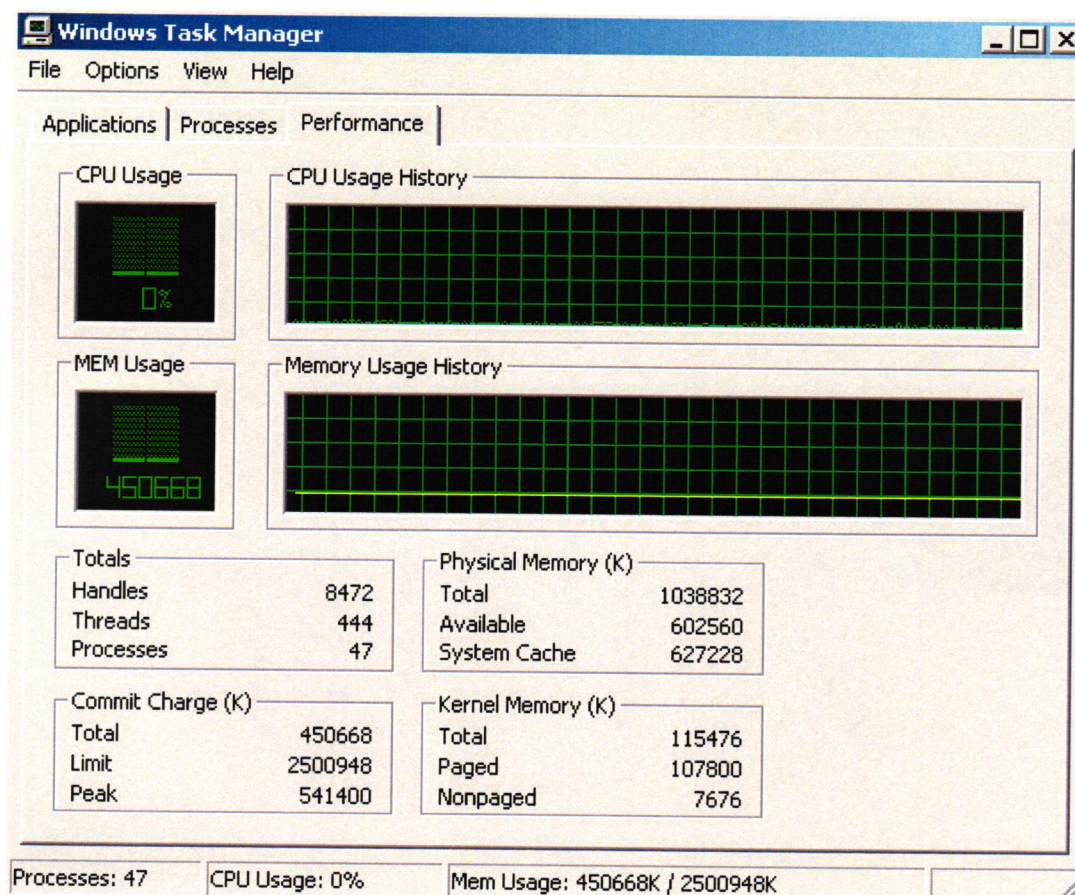 Windows Task Manager
File Options View Help
Applications Processes Performance
CPU Usage
0%
CPU Usage History
MEM Usage
450668
Memory Usage History
Totals
Handles 8472
Threads 444
Processes 47
Physical Memory (K)
Total 1038832
Available 602560
System Cache 627228
Commit Charge (K)
Total 450668
Limit 2500948
Peak 541400
Kernel Memory (K)
Total 115476
Paged 107800
Nonpaged 7676
Processes: 47 CPU Usage: 0% Mem Usage: 450668K / 2500948K